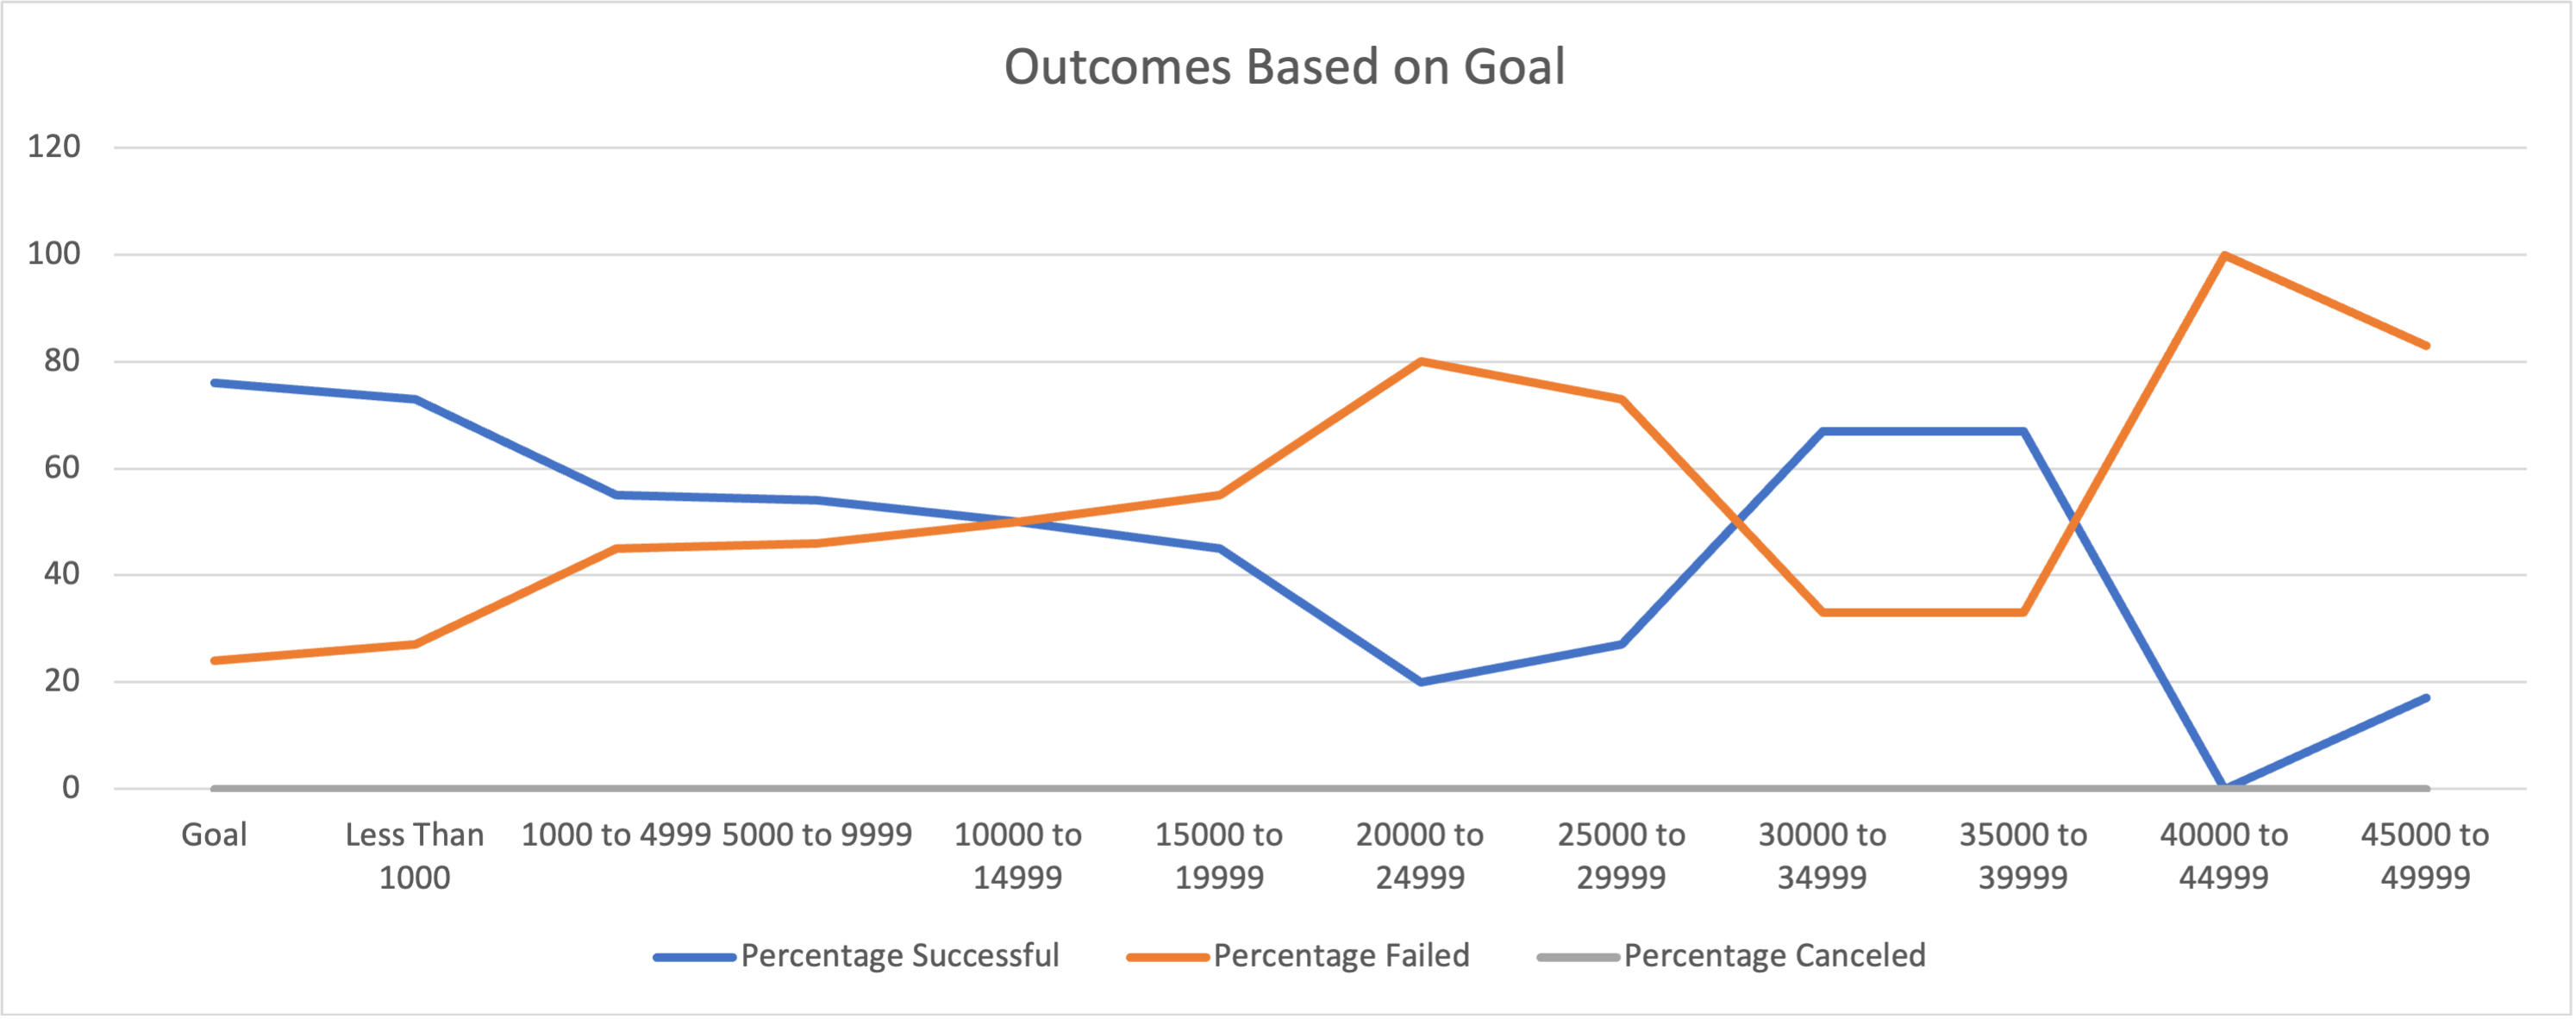 Outcomes Based on Goal
120
100
80
60
40
20
0
Goal
Less Than
1000
1000 to 4999
5000 to 9999
10000 to
14999
15000 to
19999
20000 to
24999
25000 to
29999
30000 to
34999
35000 to
39999
40000 to
44999
45000 to
49999
Percentage Successful
Percentage Failed
Percentage Canceled